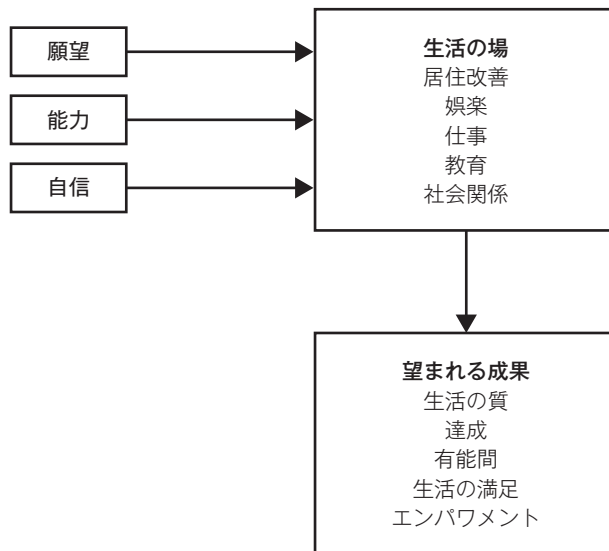 願望
能力
自信
生活の場
居住改善
娯楽
仕事
教育
社会関係
望まれる成果
生活の質
達成
有能間
生活の満足
エンパワメント